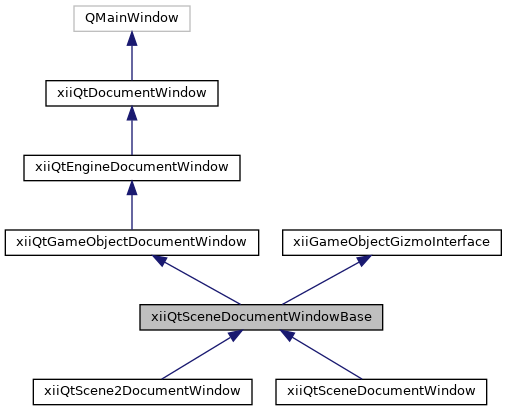 QMainWindow
xiiQtDocumentWindow
xiiQtEngineDocumentWindow
xiiQtGameObjectDocumentWindow
xiiGameObjectGizmoInterface
xiiQtSceneDocumentWindowBase
xiiQtScene2DocumentWindow
xiiQtSceneDocumentWindow